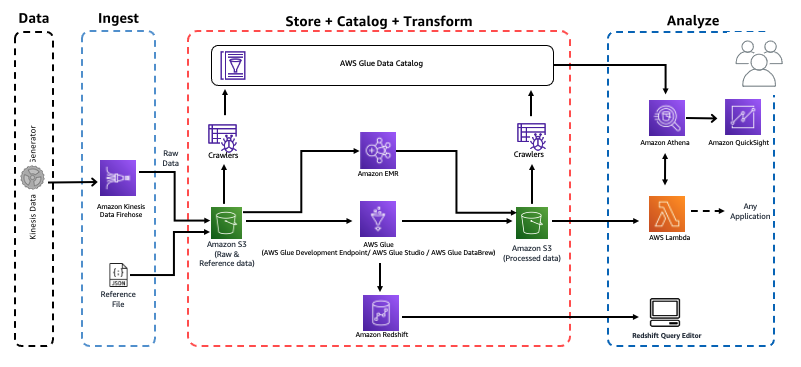 Data
Ingest
Store + Catalog + Transform
Analyze
Kinesis Data Generator
Amazon Kinesis
Data Firehose
Raw
Data
{;}
JSON
Reference
File
AWS Glue Data Catalog
Crawlers
Crawlers
Amazon S3
(Raw &
Reference data)
Amazon EMR
AWS Glue
(AWS Glue Development Endpoint/ AWS Glue Studio / AWS Glue DataBrew)
Amazon Redshift
Amazon S3
(Processed data)
Amazon Athena
Amazon QuickSight
AWS Lambda
Any
Application
Redshift Query Editor